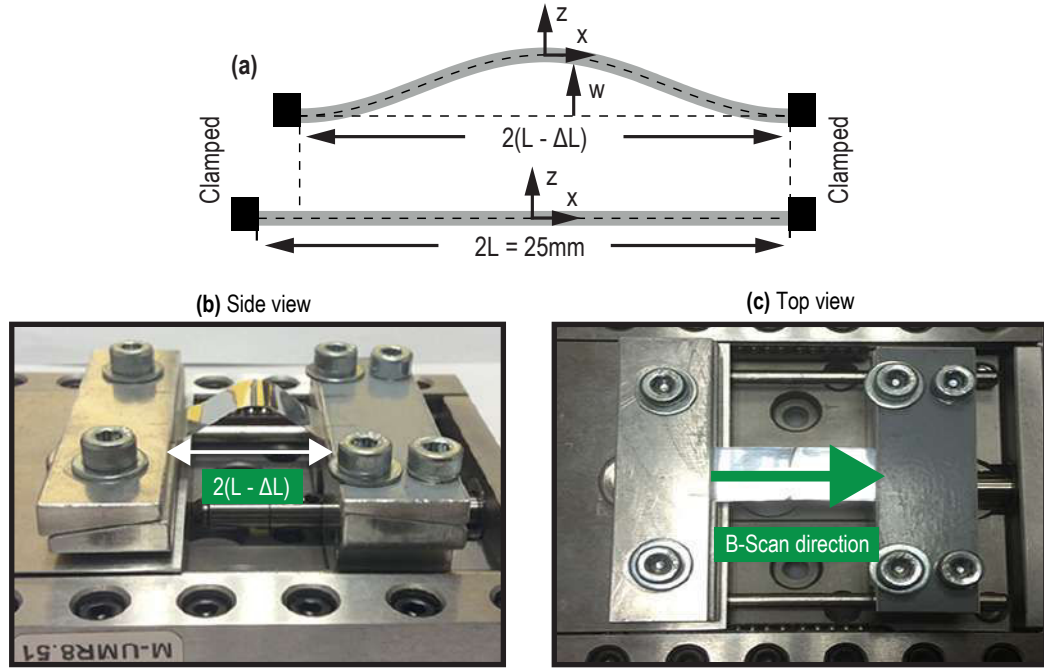 z
x
(a)
w
2(L - ΔL)
Clamped
Clamped
z
x
2L = 25mm
(b) Side view
(c) Top view
2(L - ΔL)
B-Scan direction
M-UMR8.51